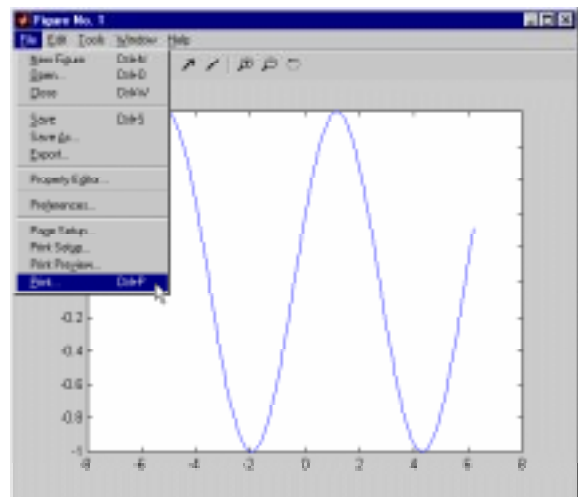 Figure No. 1
File Edit Tools Window Help
New Figure Ctrl+N
Open... Ctrl+O
Close Ctrl+W
Save Ctrl+S
Save As...
Export...
Property Editor...
Preferences...
Page Setup...
Print Setup...
Print Preview...
Print... Ctrl+P
-0.2
-0.4
-0.6
-0.8
-1
-8 -6 -4 -2 0 2 4 6 8